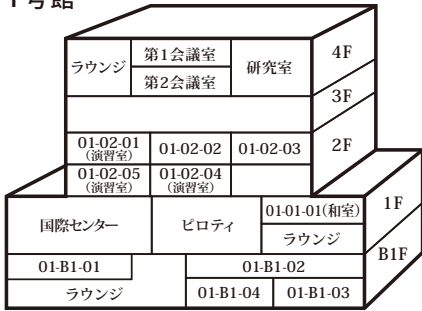 1号館
ラウンジ
第1会議室
第2会議室
研究室
4F
3F
01-02-01
(演習室)
01-02-02
01-02-03
2F
01-02-05
(演習室)
01-02-04
(演習室)
国際センター
ピロティ
01-01-01(和室)
ラウンジ
1F
01-B1-01
01-B1-02
B1F
ラウンジ
01-B1-04
01-B1-03